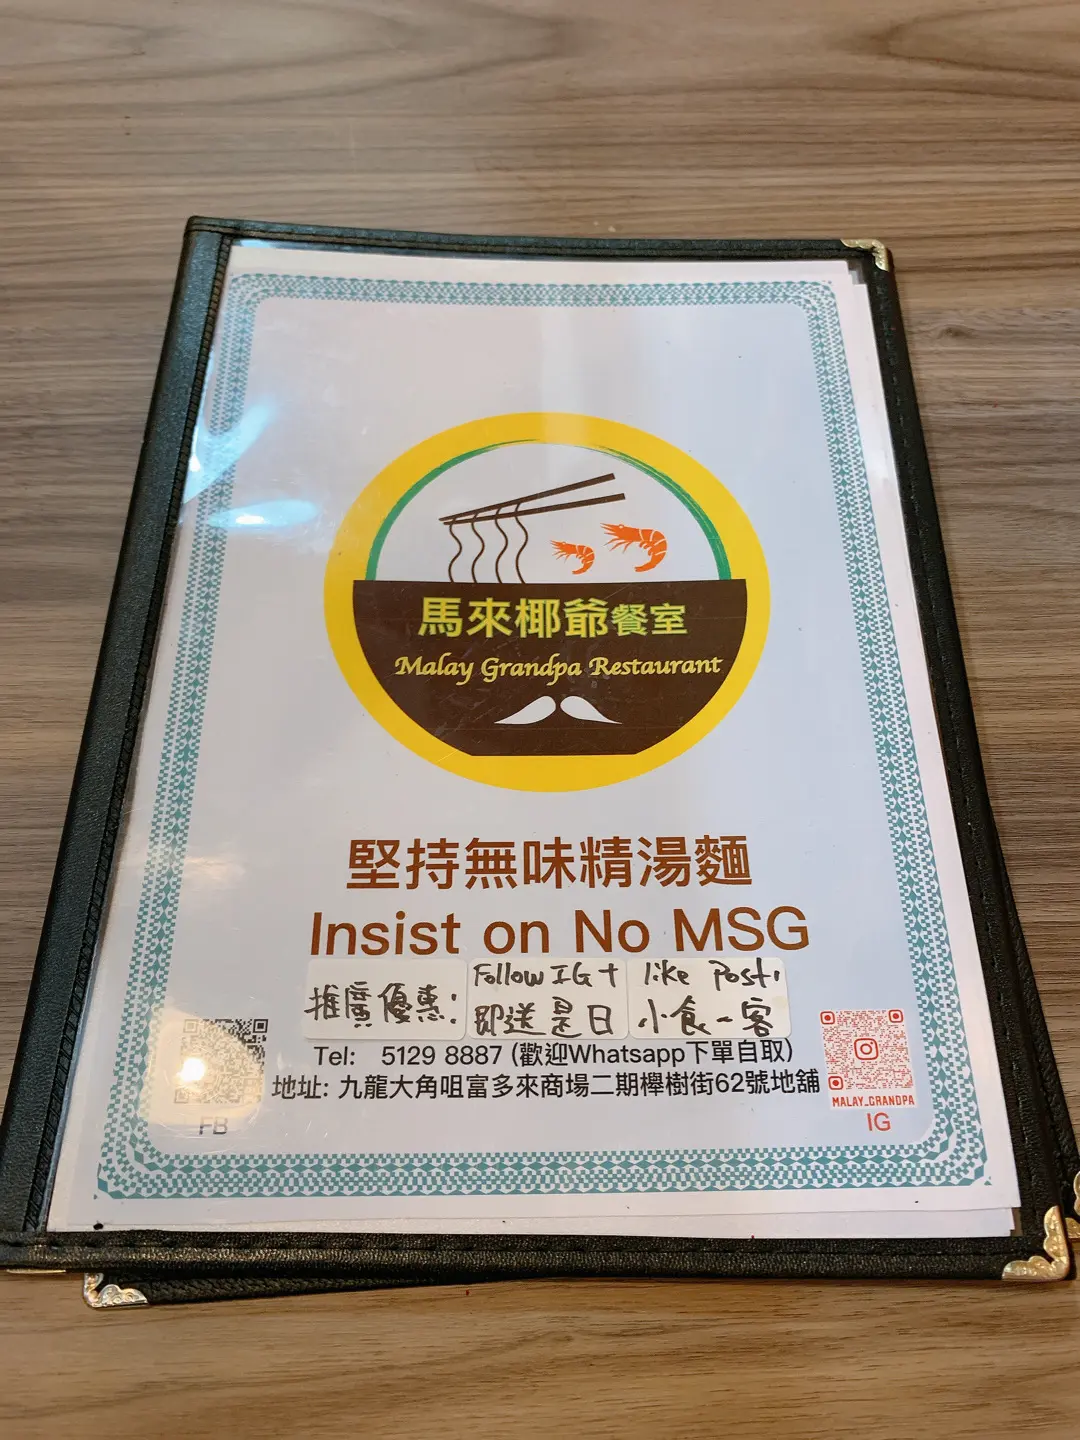 馬來椰爺餐室
Malay Grandpa Restaurant
堅持無味精湯麵
Insist on No MSG
推廣優惠: Follow IG + like Post,
即送是日小食一客
Tel: 5129 8887 (歡迎Whatsapp下單自取)
地址: 九龍大角咀富多來商場二期櫸樹街62號地舖
FB
MALAY_GRANDPA
IG